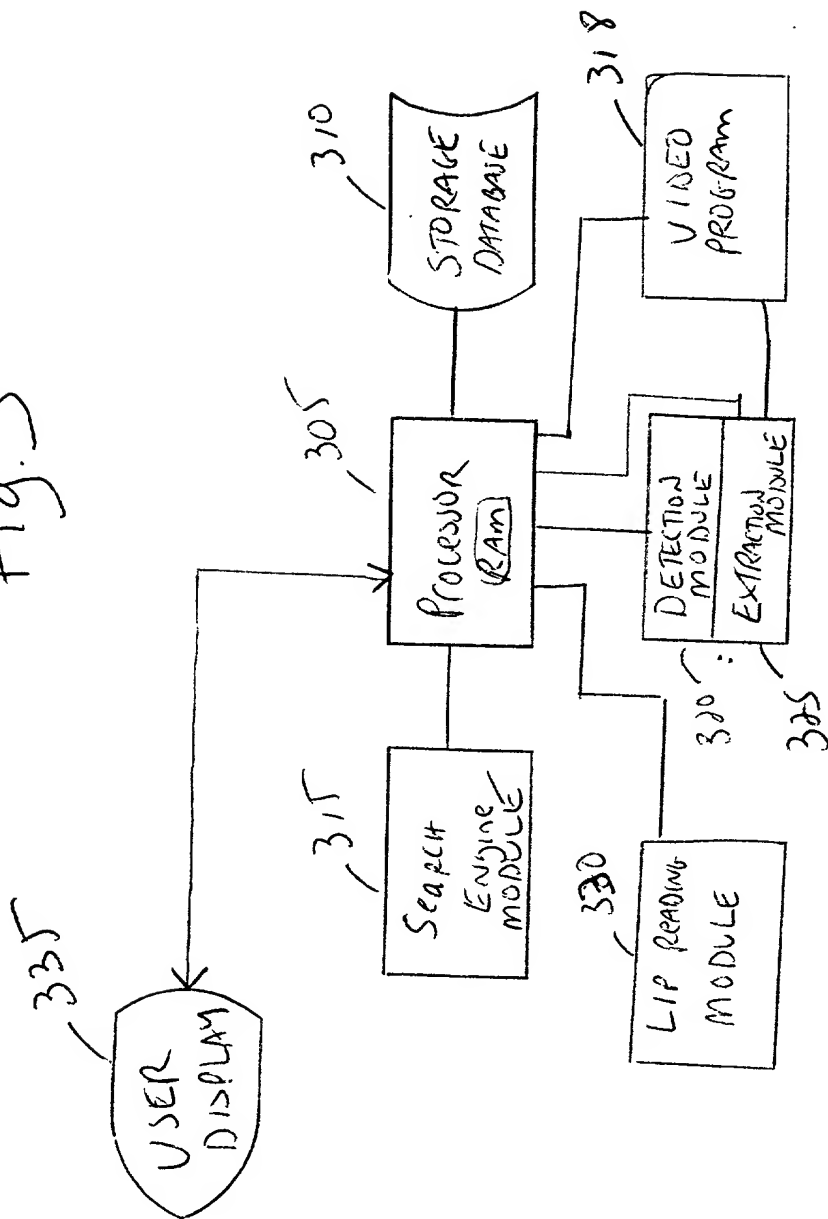 Fig. 3
335
USER
DISPLAY
315
SEARCH
ENGINE
MODULE
305
PROCESSOR
RAM
310
STORAGE
DATABASE
330
LIP READING
MODULE
320
DETECTION
MODULE
EXTRACTION
MODULE
325
318
VIDEO
PROGRAM